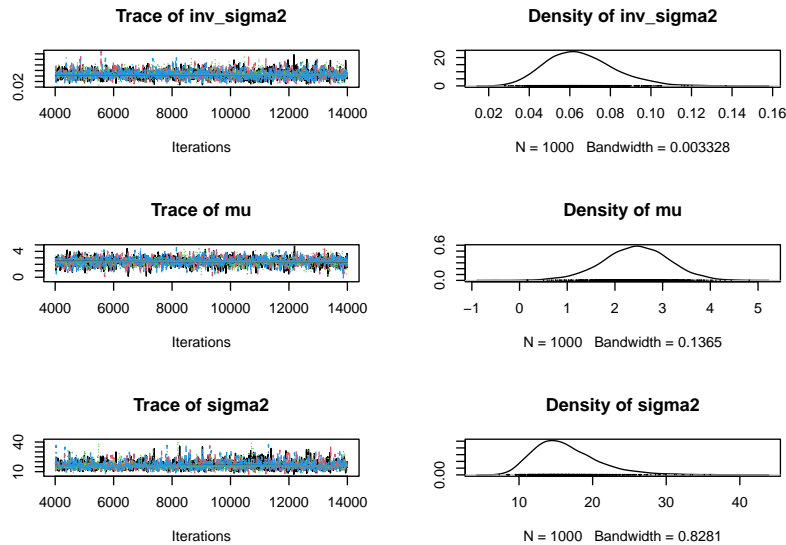 Trace of inv_sigma2
0.02
4000 6000 8000 10000 12000 14000
Iterations
Density of inv_sigma2
0 20
0.02 0.04 0.06 0.08 0.10 0.12 0.14 0.16
N = 1000 Bandwidth = 0.003328
Trace of mu
0 4
4000 6000 8000 10000 12000 14000
Iterations
Density of mu
0.0 0.6
−1 0 1 2 3 4 5
N = 1000 Bandwidth = 0.1365
Trace of sigma2
10 40
4000 6000 8000 10000 12000 14000
Iterations
Density of sigma2
0.00
10 20 30 40
N = 1000 Bandwidth = 0.8281